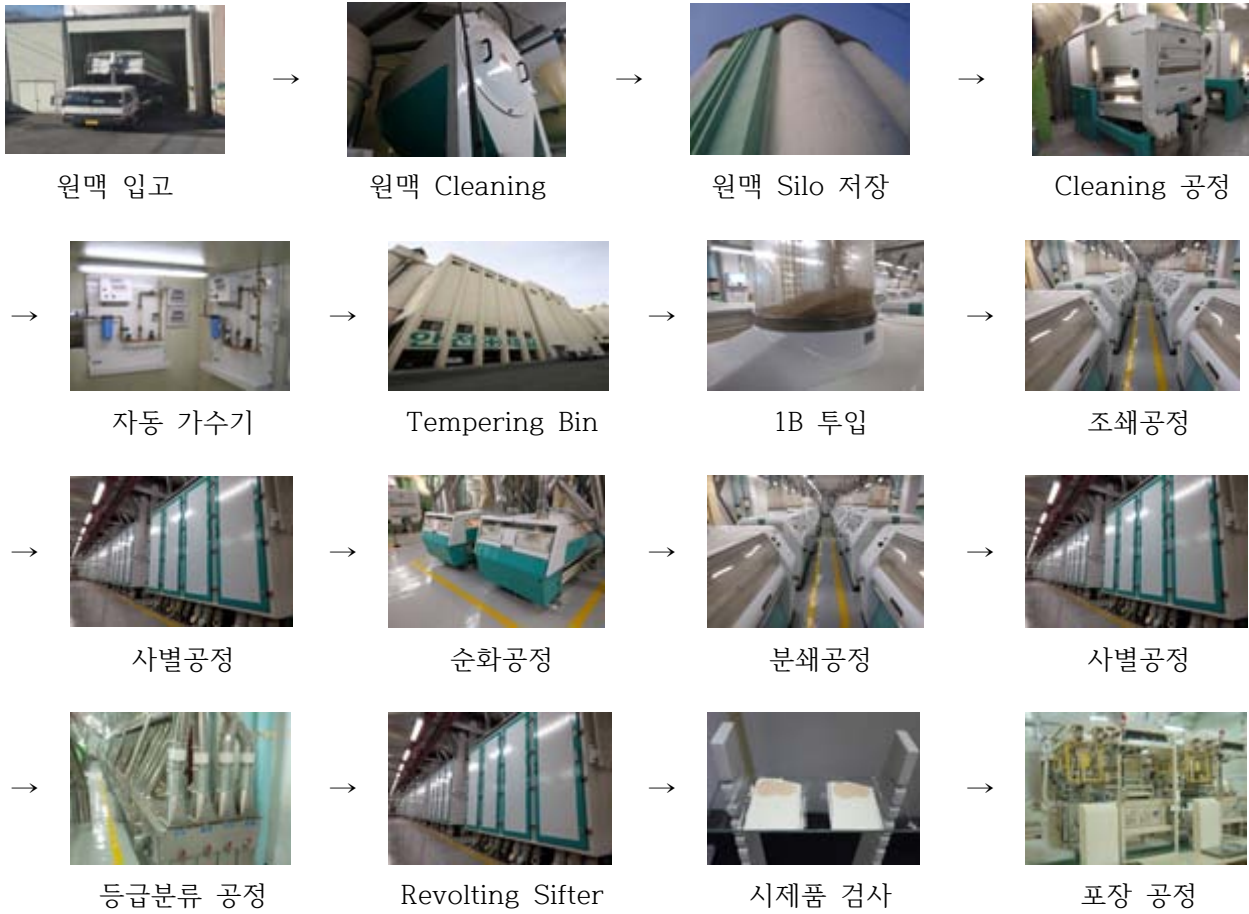 → → →
원맥 입고 원맥 Cleaning 원맥 Silo 저장 Cleaning 공정
→ → → →
자동 가수기 Tempering Bin 1B 투입 조쇄공정
→ → → →
사별공정 순화공정 분쇄공정 사별공정
→ → → →
등급분류 공정 Revolting Sifter 시제품 검사 포장 공정